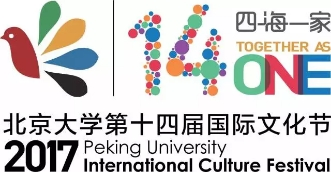 14
四海一家
TOGETHER AS
ONE
北京大学第十四届国际文化节
2017 Peking University
International Culture Festival